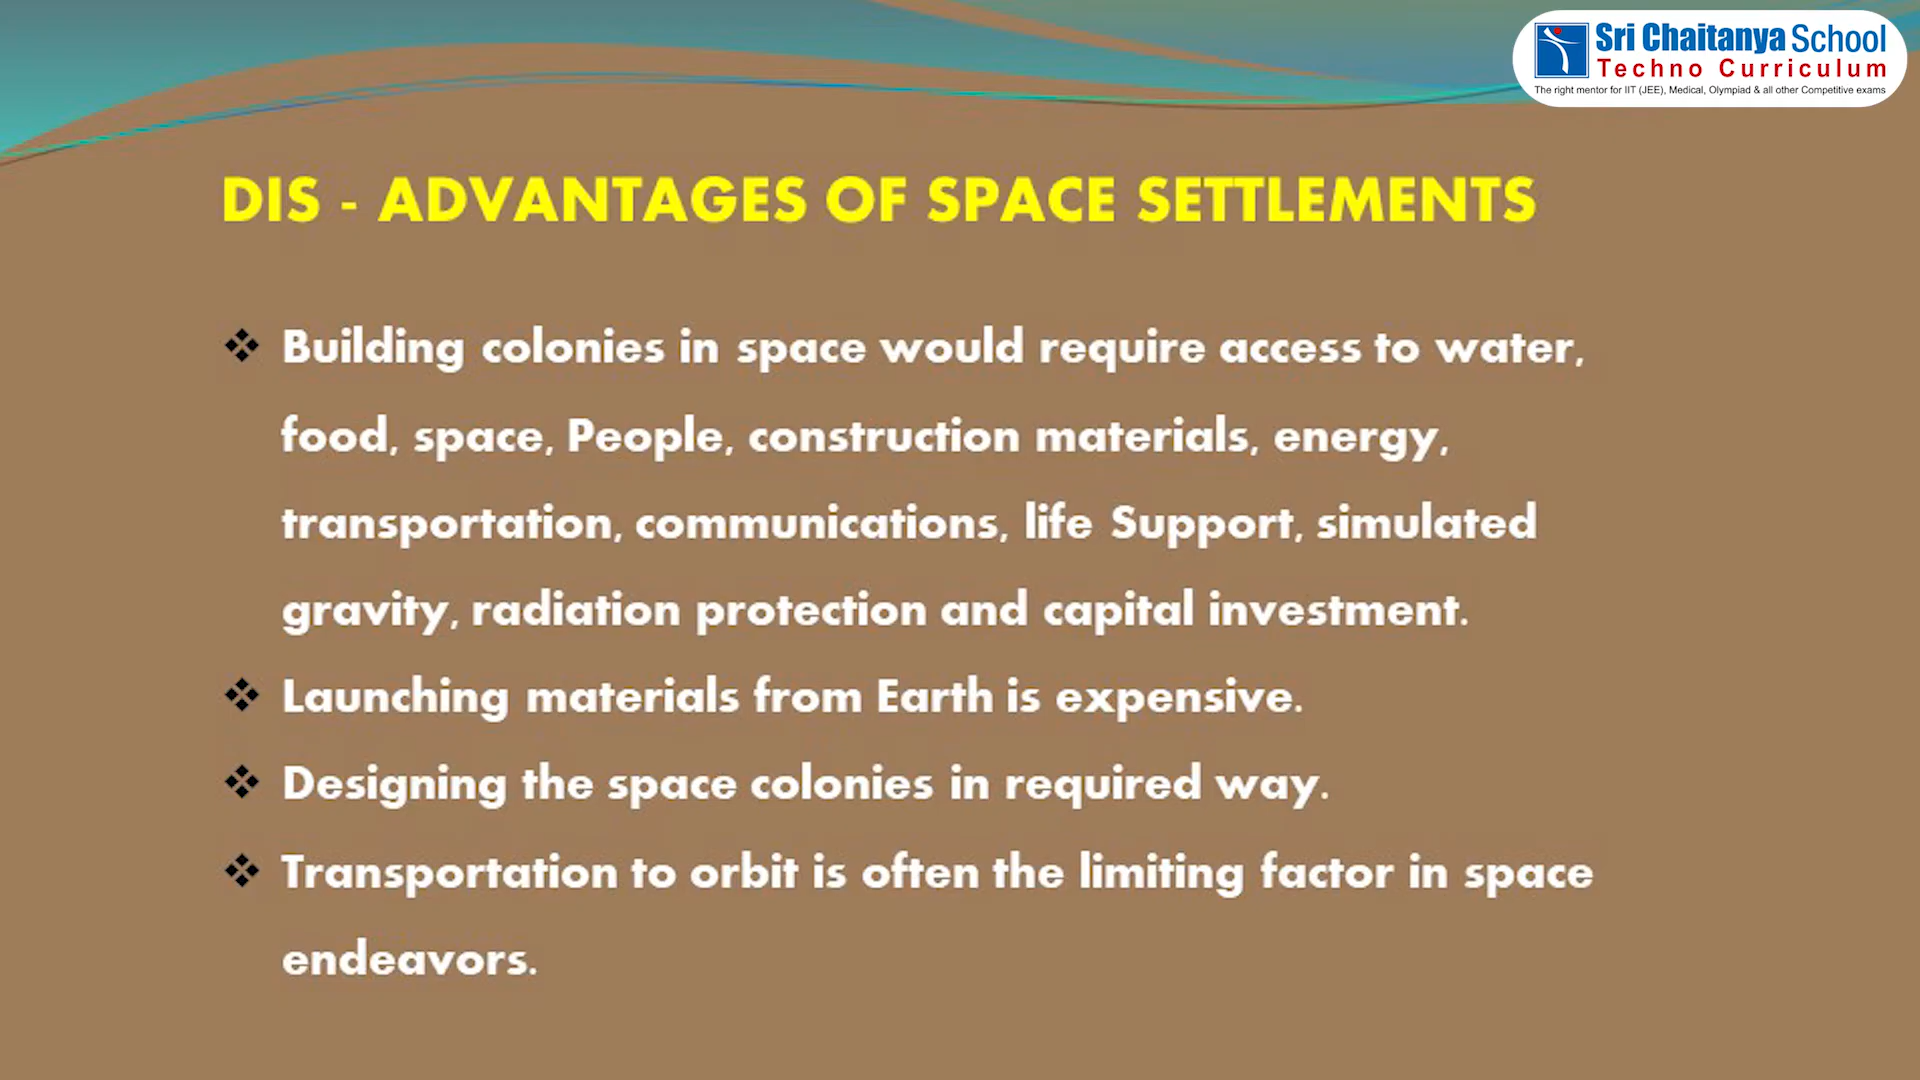 Sri Chaitanya School
Techno Curriculum
The right mentor for IIT (JEE), Medical, Olympiad & all other Competitive exams
DIS - ADVANTAGES OF SPACE SETTLEMENTS
Building colonies in space would require access to water,
food, space, People, construction materials, energy,
transportation, communications, life Support, simulated
gravity, radiation protection and capital investment.
Launching materials from Earth is expensive.
Designing the space colonies in required way.
Transportation to orbit is often the limiting factor in space
endeavors.